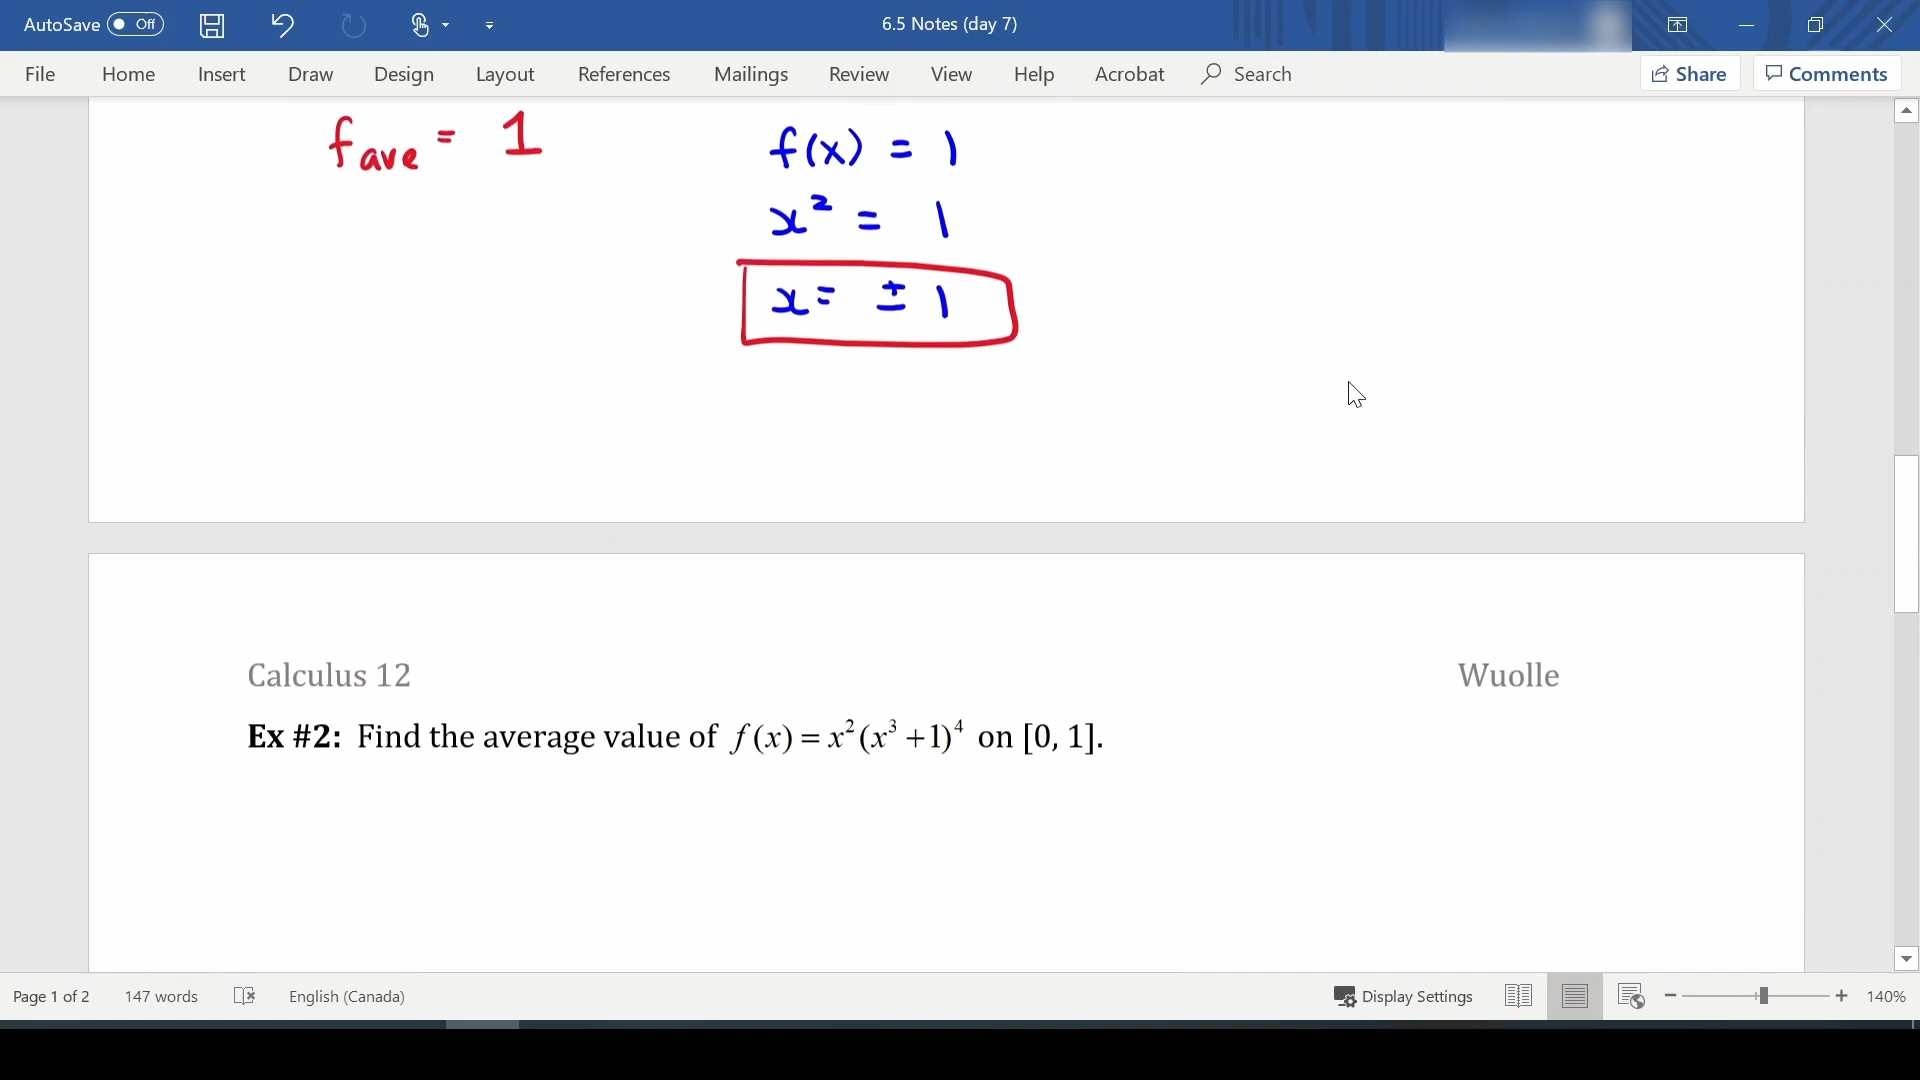 AutoSave Off 6.5 Notes (day 7)
File Home Insert Draw Design Layout References Mailings Review View Help Acrobat Search Share Comments
f ave = 1
f(x) = 1
x² = 1
x = ± 1
Calculus 12 Wuolle
Ex #2: Find the average value of f(x) = x²(x³ + 1)⁴ on [0, 1].
Page 1 of 2 147 words English (Canada) Display Settings 140%